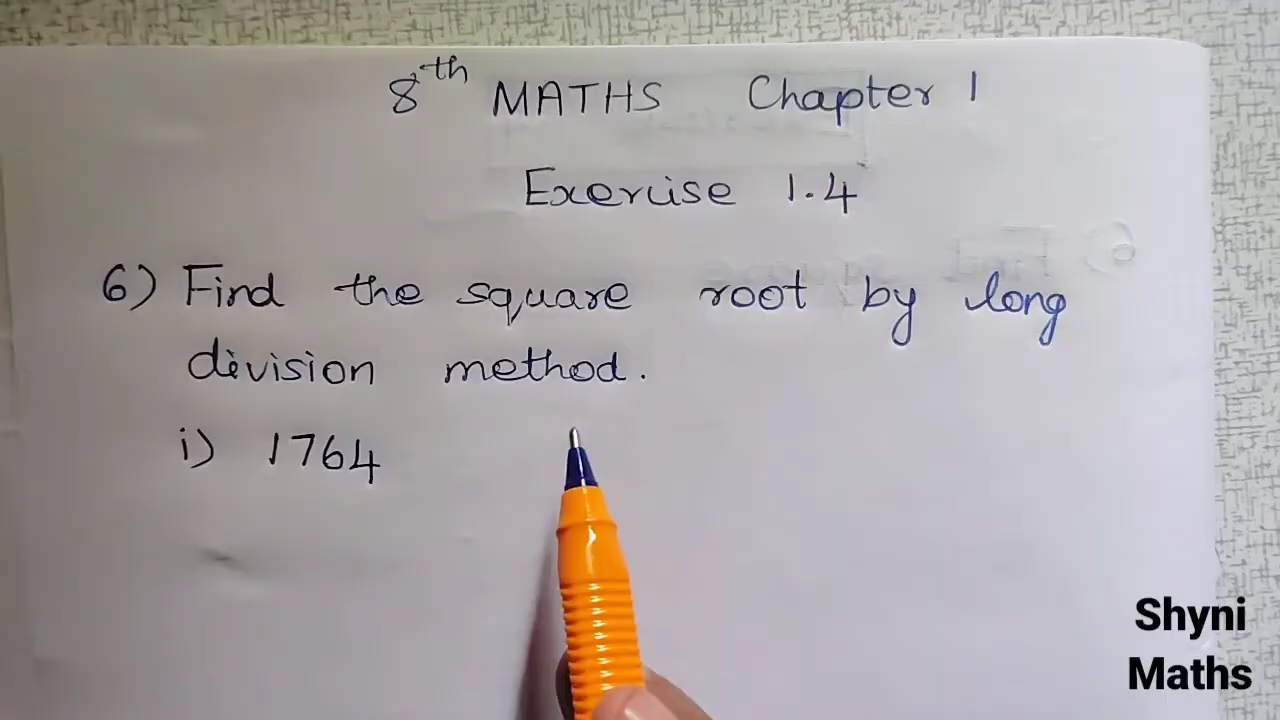 8th MATHS Chapter 1
Exercise 1.4
6) Find the square root by long
division method.
i) 1764
Shyni
Maths